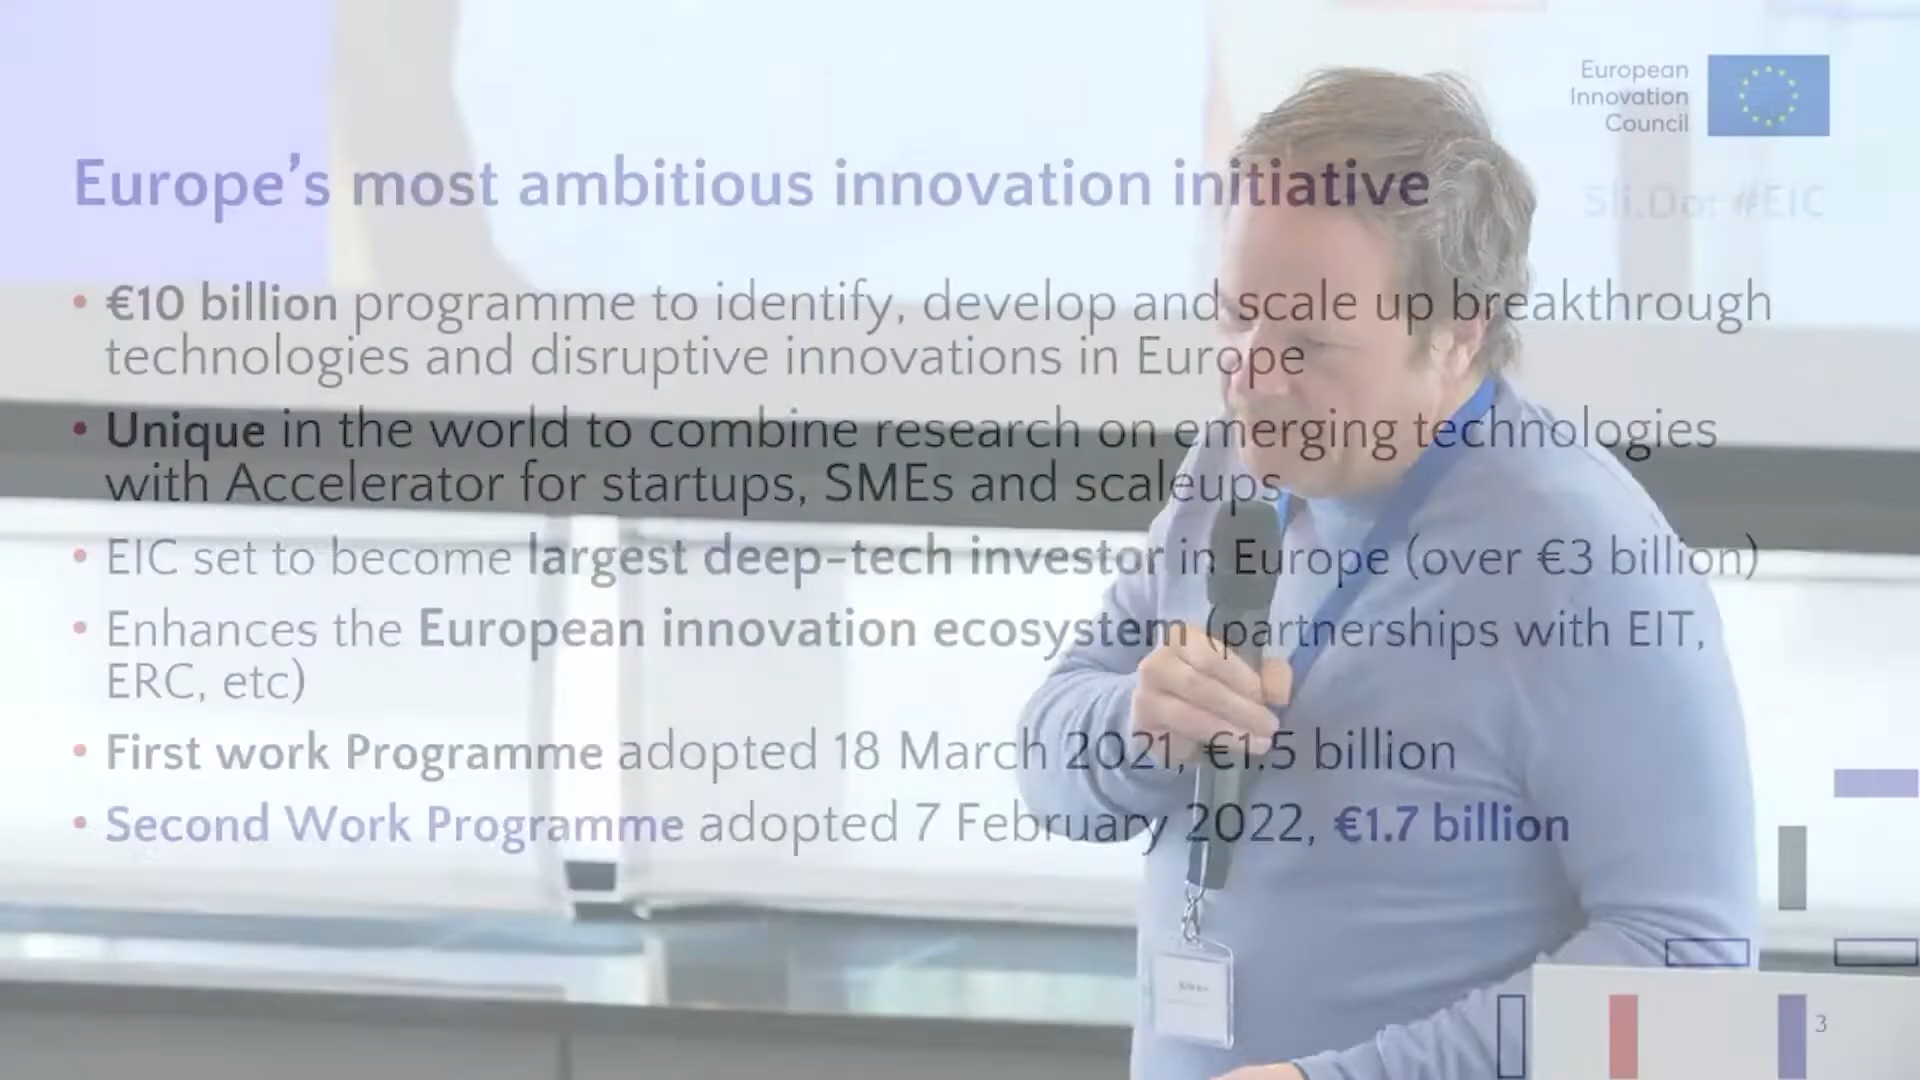 European
Innovation
Council
Sli.Do: #EIC
Europe’s most ambitious innovation initiative
• €10 billion programme to identify, develop and scale up breakthrough
technologies and disruptive innovations in Europe
• Unique in the world to combine research on emerging technologies
with Accelerator for startups, SMEs and scaleups
• EIC set to become largest deep-tech investor in Europe (over €3 billion)
• Enhances the European innovation ecosystem (partnerships with EIT,
ERC, etc)
• First work Programme adopted 18 March 2021, €1.5 billion
• Second Work Programme adopted 7 February 2022, €1.7 billion
3